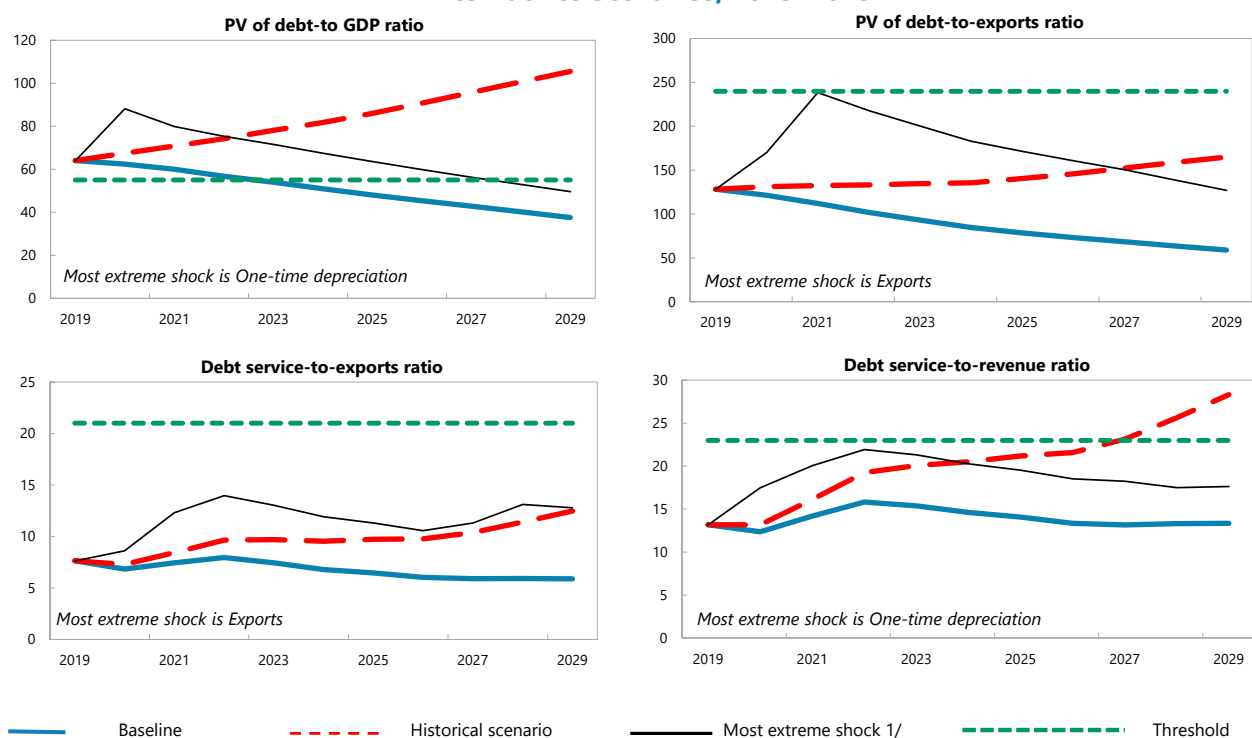 PV of debt-to GDP ratio
120
100
80
60
40
20
0
Most extreme shock is One-time depreciation
2019 2021 2023 2025 2027 2029
PV of debt-to-exports ratio
300
250
200
150
100
50
0
Most extreme shock is Exports
2019 2021 2023 2025 2027 2029
Debt service-to-exports ratio
25
20
15
10
5
0
Most extreme shock is Exports
2019 2021 2023 2025 2027 2029
Debt service-to-revenue ratio
30
25
20
15
10
5
0
Most extreme shock is One-time depreciation
2019 2021 2023 2025 2027 2029
Baseline Historical scenario Most extreme shock 1/ Threshold